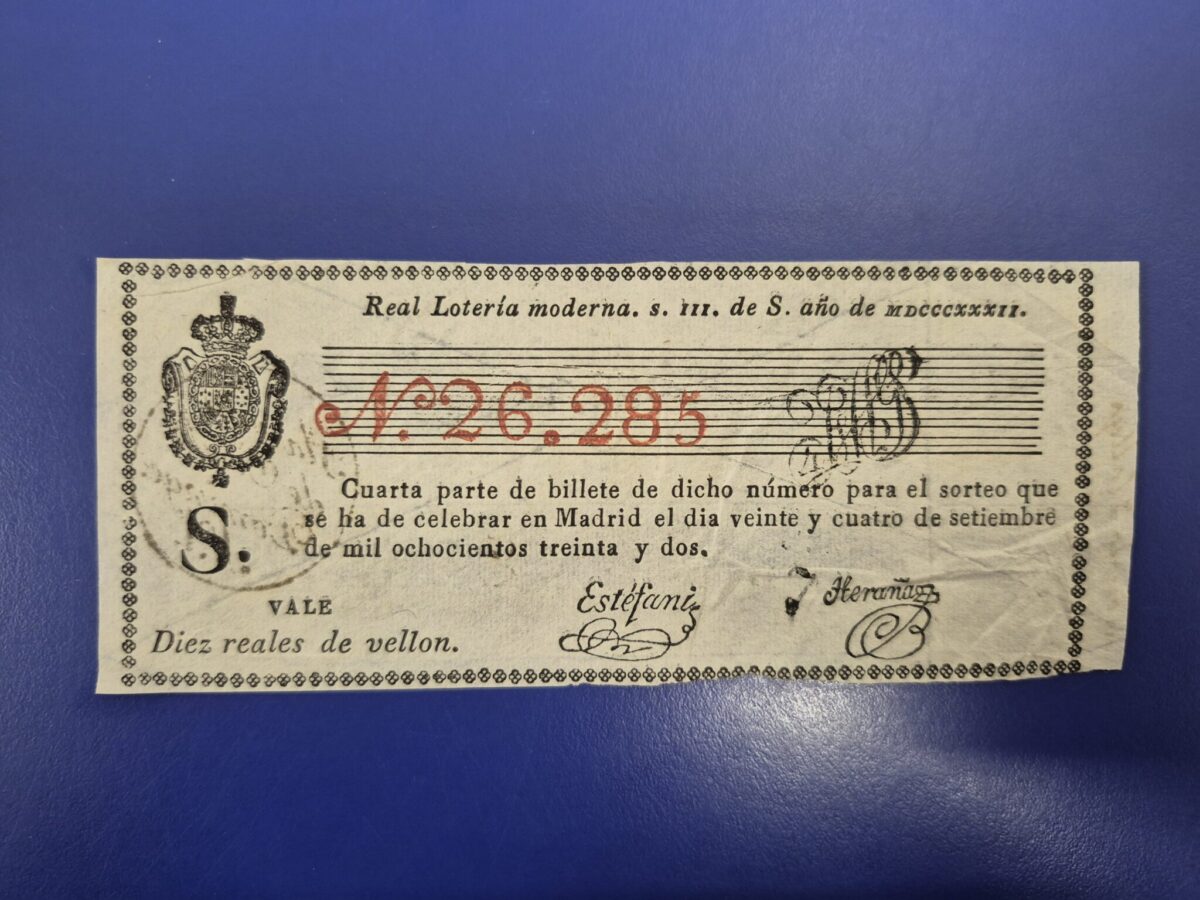 Real Lotería moderna. s. III. de S. año de MDCCCXXXII.
N.º 26.285
Cuarta parte de billete de dicho número para el sorteo que
se ha de celebrar en Madrid el dia veinte y cuatro de setiembre
de mil ochocientos treinta y dos.
S.
VALE
Diez reales de vellon.
Estéfani
7
Herañaz